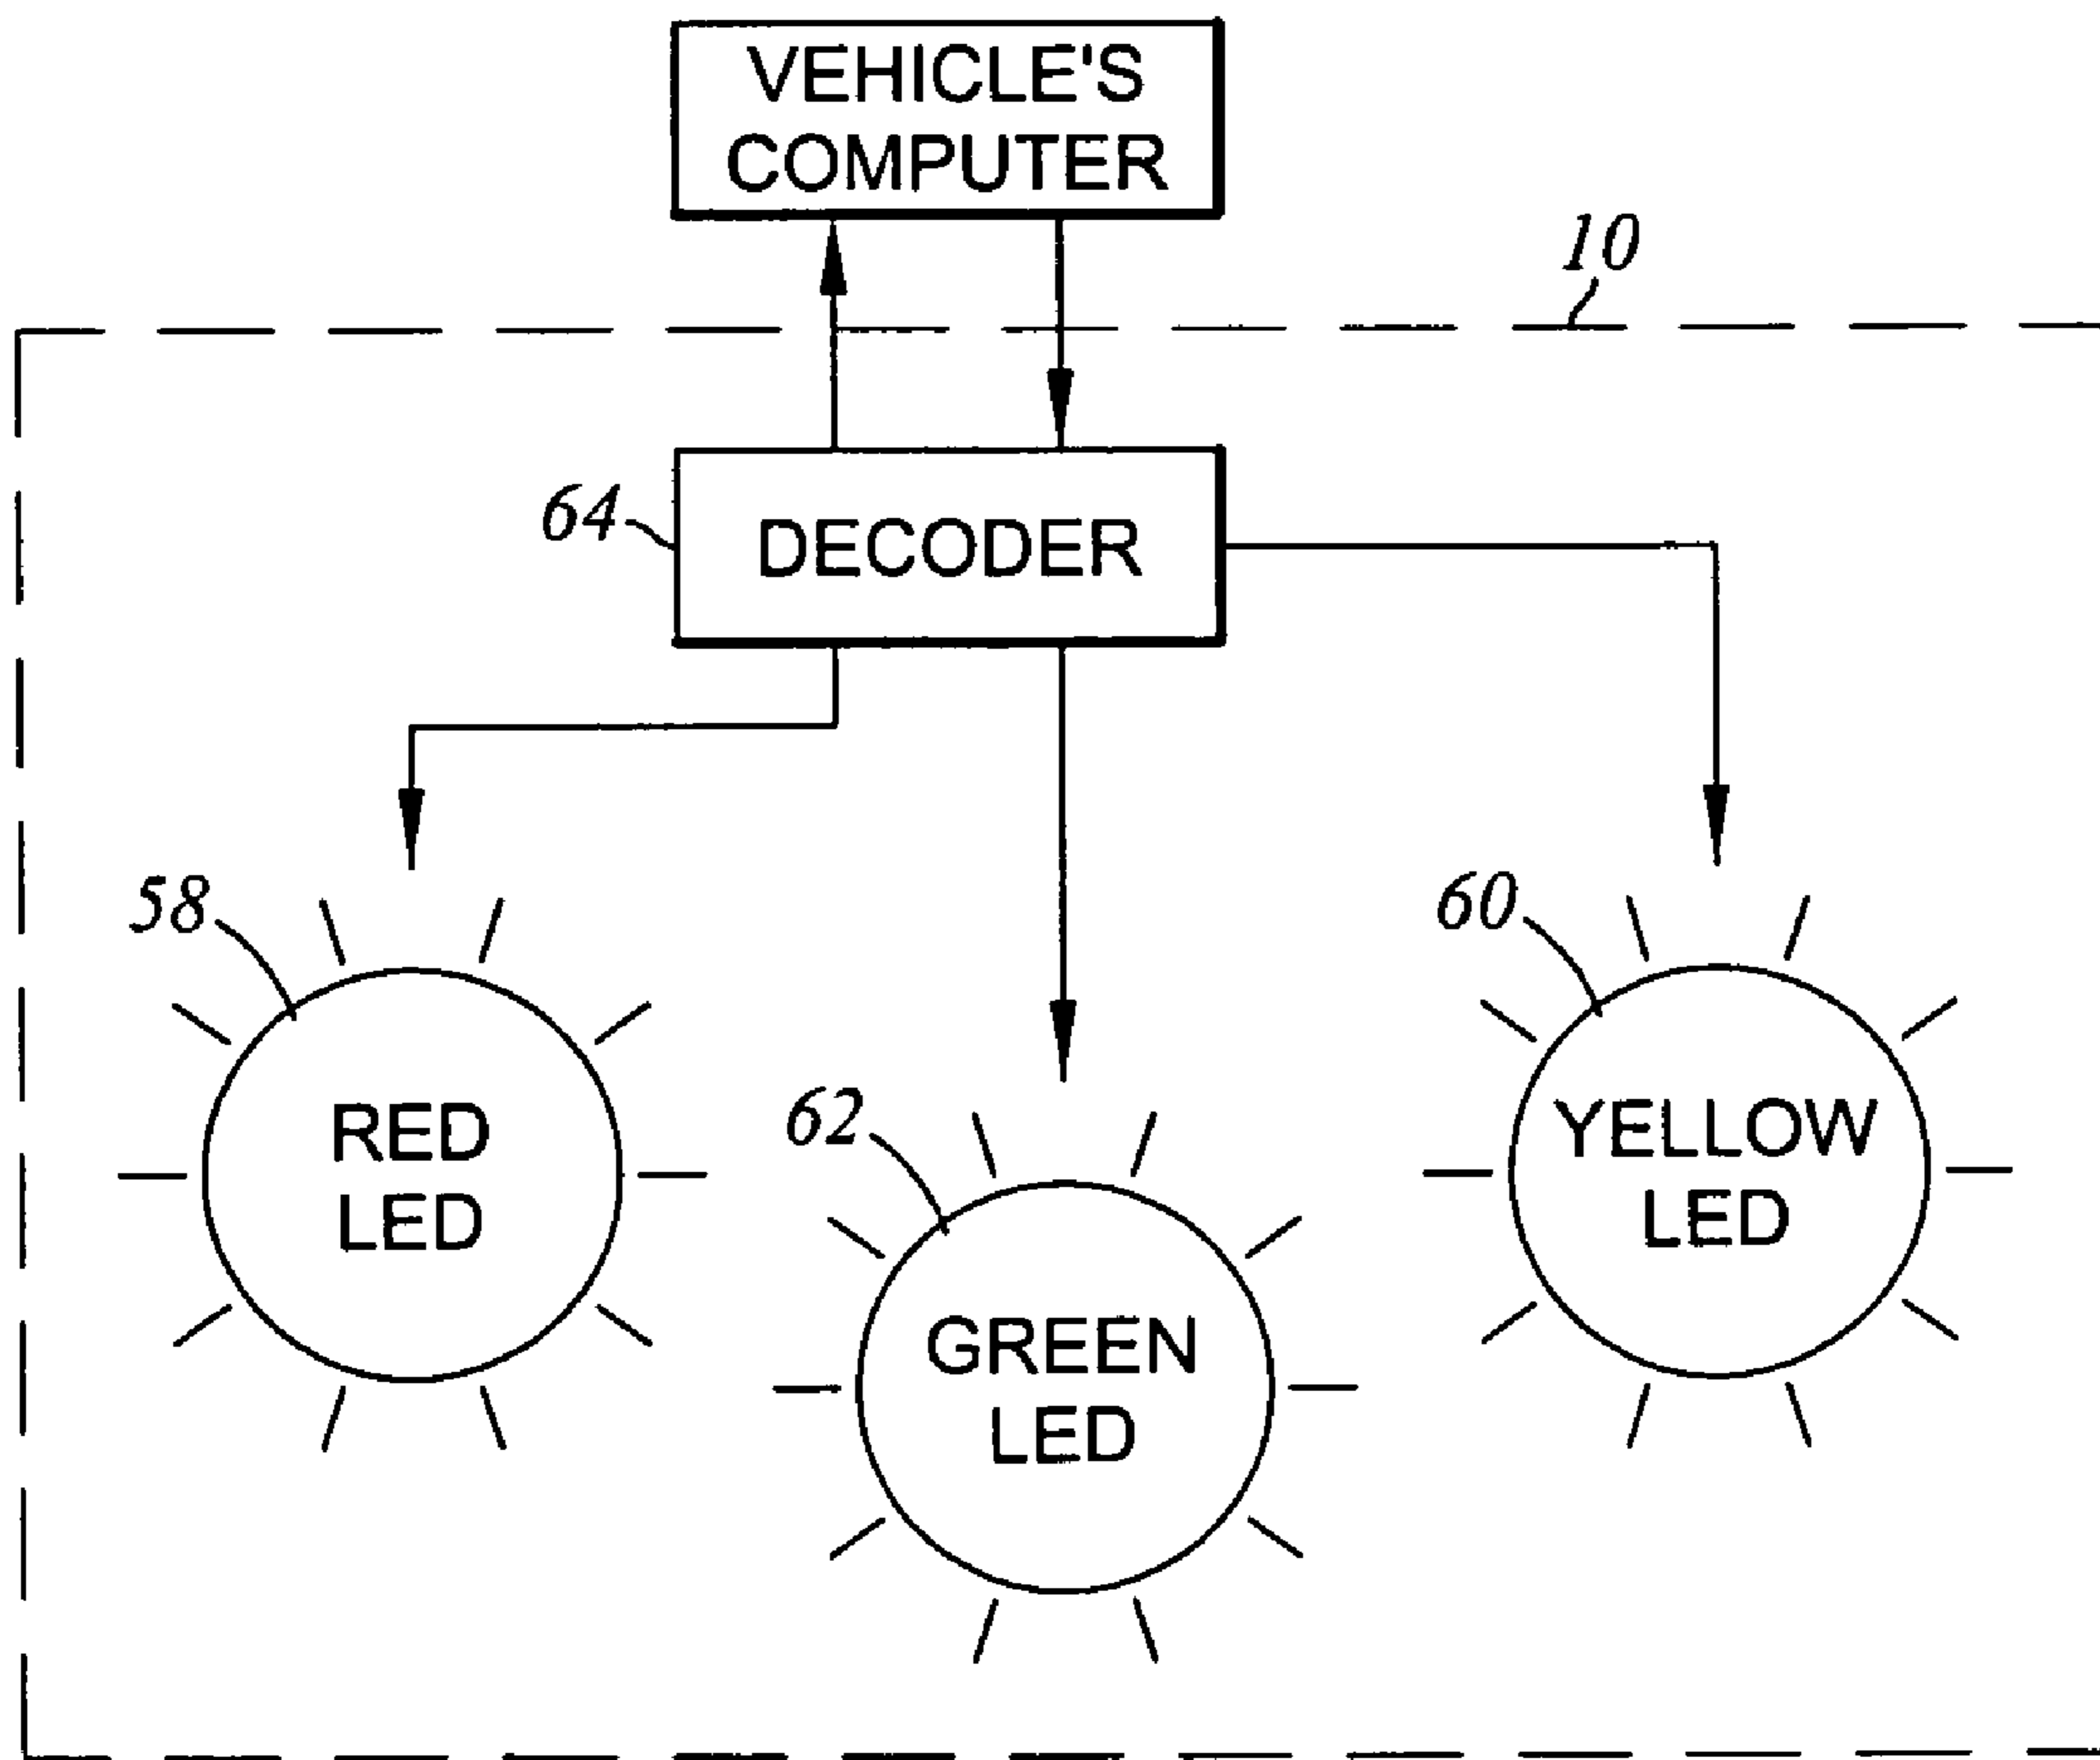 VEHICLE'S
COMPUTER
10
64
DECODER
58
60
RED
LED
62
YELLOW
LED
GREEN
LED